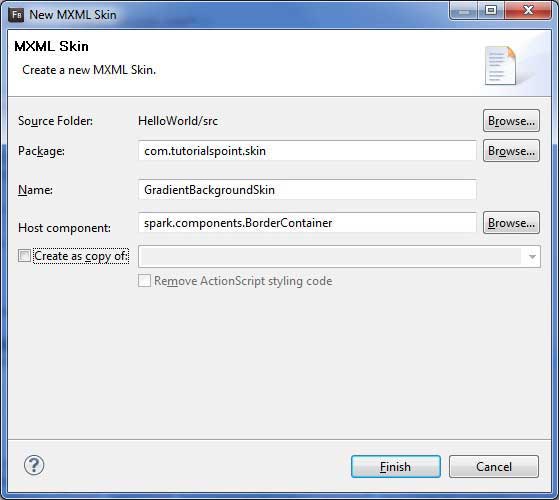 Fb New MXML Skin
MXML Skin
Create a new MXML Skin.
Source Folder: HelloWorld/src Browse...
Package: com.tutorialspoint.skin Browse...
Name: GradientBackgroundSkin
Host component: spark.components.BorderContainer Browse...
Create as copy of:
Remove ActionScript styling code
? Finish Cancel